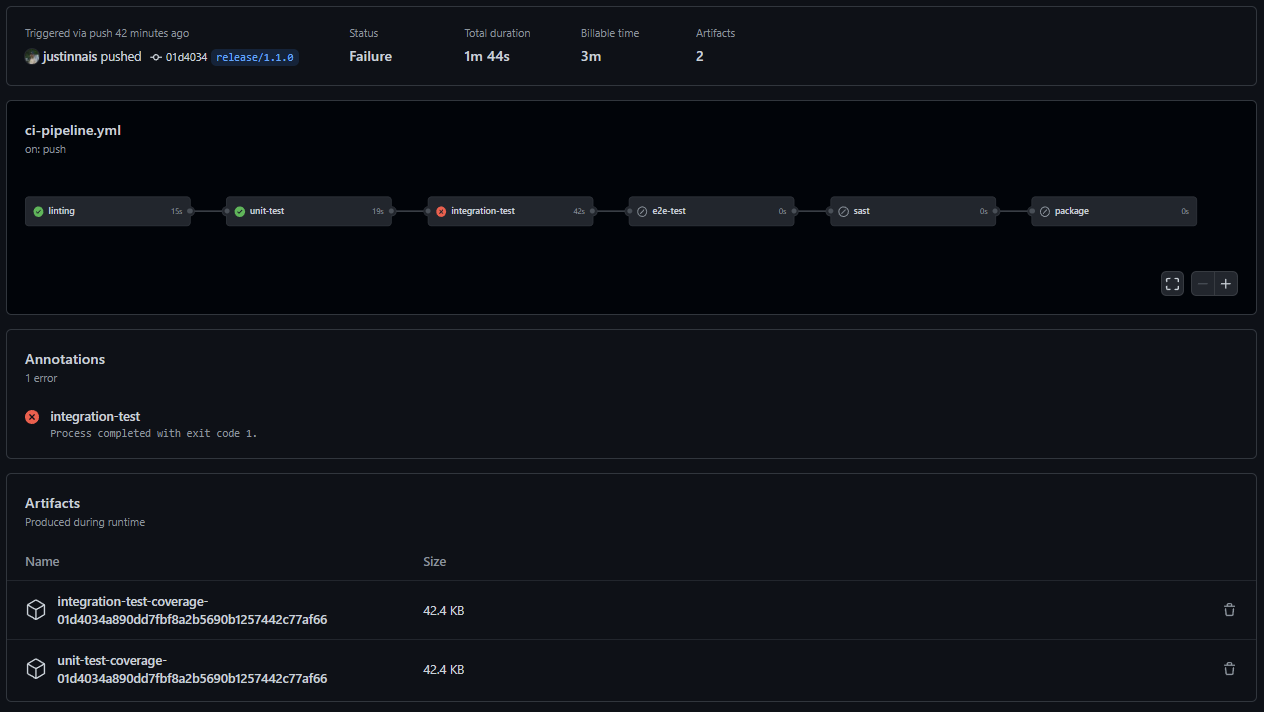 Triggered via push 42 minutes ago
justinnais pushed 01d4034 release/1.1.0
Status
Failure
Total duration
1m 44s
Billable time
3m
Artifacts
2
ci-pipeline.yml
on: push
linting 15s
unit-test 19s
integration-test 42s
e2e-test 0s
sast 0s
package 0s
Annotations
1 error
integration-test
Process completed with exit code 1.
Artifacts
Produced during runtime
Name Size
integration-test-coverage-
01d4034a890dd7fbf8a2b5690b1257442c77af66
42.4 KB
unit-test-coverage-
01d4034a890dd7fbf8a2b5690b1257442c77af66
42.4 KB